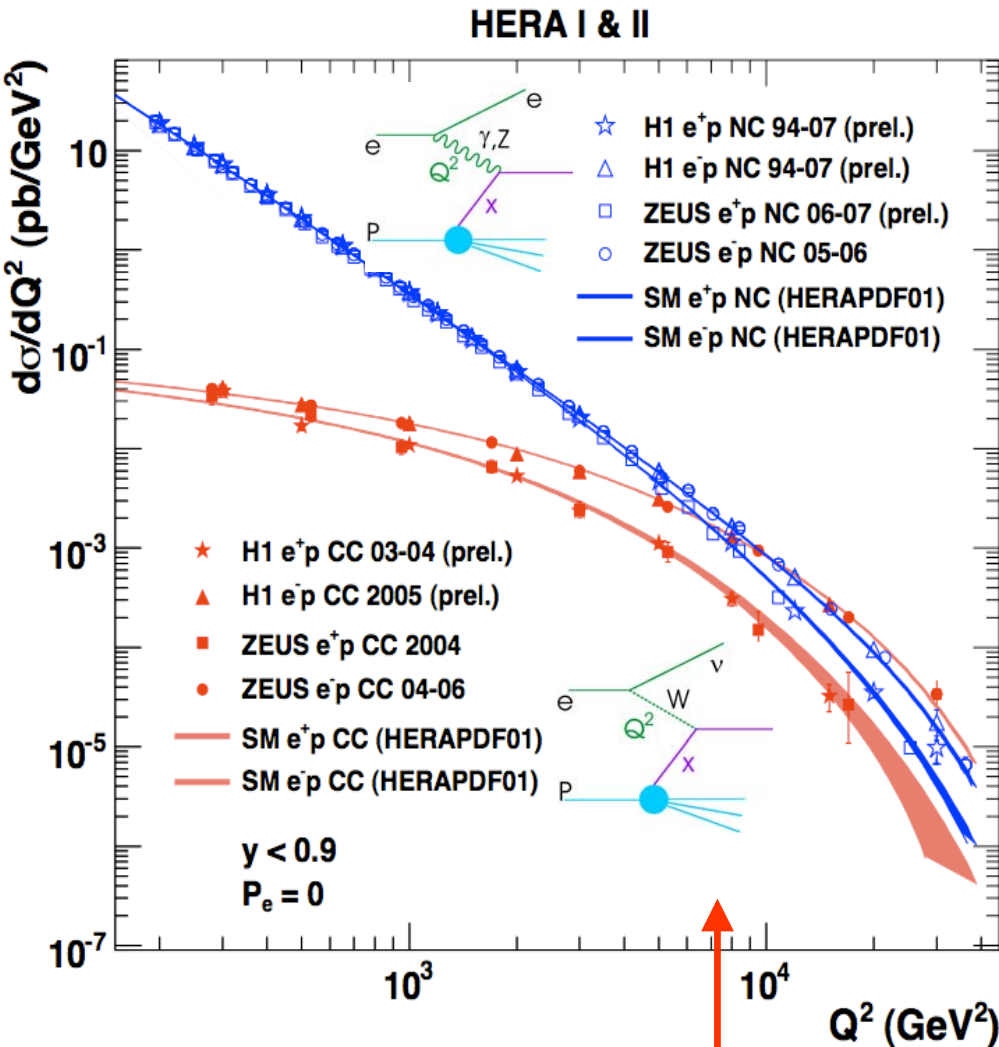 HERA I & II
dσ/dQ² (pb/GeV²)
10
10⁻¹
10⁻³
10⁻⁵
10⁻⁷
e
e
γ,Z
Q²
x
P
H1 e⁺p NC 94-07 (prel.)
H1 e⁻p NC 94-07 (prel.)
ZEUS e⁺p NC 06-07 (prel.)
ZEUS e⁻p NC 05-06
SM e⁺p NC (HERAPDF01)
SM e⁻p NC (HERAPDF01)
H1 e⁺p CC 03-04 (prel.)
H1 e⁻p CC 2005 (prel.)
ZEUS e⁺p CC 2004
ZEUS e⁻p CC 04-06
SM e⁺p CC (HERAPDF01)
SM e⁻p CC (HERAPDF01)
ν
e
W
Q²
x
P
y < 0.9
Pₑ = 0
10³
10⁴
Q² (GeV²)